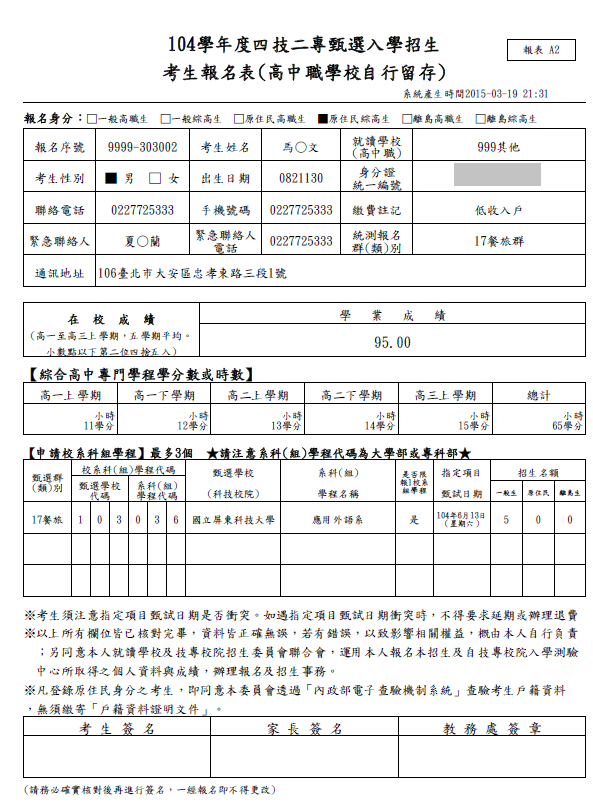 104學年度四技二專甄選入學招生
考生報名表(高中職學校自行留存)
報表 A2
系統產生時間2015-03-19 21:31
報名身分：□一般高職生 □一般綜高生 □原住民高職生 ■原住民綜高生 □離島高職生 □離島綜高生
報名序號 9999-303002 考生姓名 馬○文 就讀學校(高中職) 999其他
考生性別 ■ 男 □ 女 出生日期 0821130 身分證統一編號
聯絡電話 0227725333 手機號碼 0227725333 繳費註記 低收入戶
緊急聯絡人 夏○蘭 緊急聯絡人電話 0227725333 統測報名群(類)別 17餐旅群
通訊地址 106臺北市大安區忠孝東路三段1號
在校成績
(高一至高三上學期，五學期平均。
小數點以下第二位四捨五入)
學業成績
95.00
【綜合高中專門學程學分數或時數】
高一上學期 高一下學期 高二上學期 高二下學期 高三上學期 總計
小時 小時 小時 小時 小時 小時
11學分 12學分 13學分 14學分 15學分 65學分
【申請校系科組學程】最多3個 ★請注意系科(組)學程代碼為大學部或專科部★
甄選群(類)別 校系科(組)學程代碼 甄選學校代碼 系科(組)學程代碼 甄選學校(科技校院) 系科(組)學程名稱 是否限報1校系組學程 指定項目甄試日期 招生名額 一般生 原住民 離島生
17餐旅 1 0 3 0 3 6 國立屏東科技大學 應用外語系 是 104年6月13日(星期六) 5 0 0
※考生須注意指定項目甄試日期是否衝突。如遇指定項目甄試日期衝突時，不得要求延期或辦理退費
※以上所有欄位皆已核對完畢，資料皆正確無誤，若有錯誤，以致影響相關權益，概由本人自行負責
；另同意本人就讀學校及技專校院招生委員會聯合會，運用本人報名本招生及自技專校院入學測驗
中心所取得之個人資料與成績，辦理報名及招生事務。
※凡登錄原住民身分之考生，即同意本委員會透過「內政部電子查驗機制系統」查驗考生戶籍資料
，無須繳寄「戶籍資料證明文件」。
考生簽名 家長簽名 教務處簽章
(請務必確實核對後再進行簽名，一經報名即不得更改)